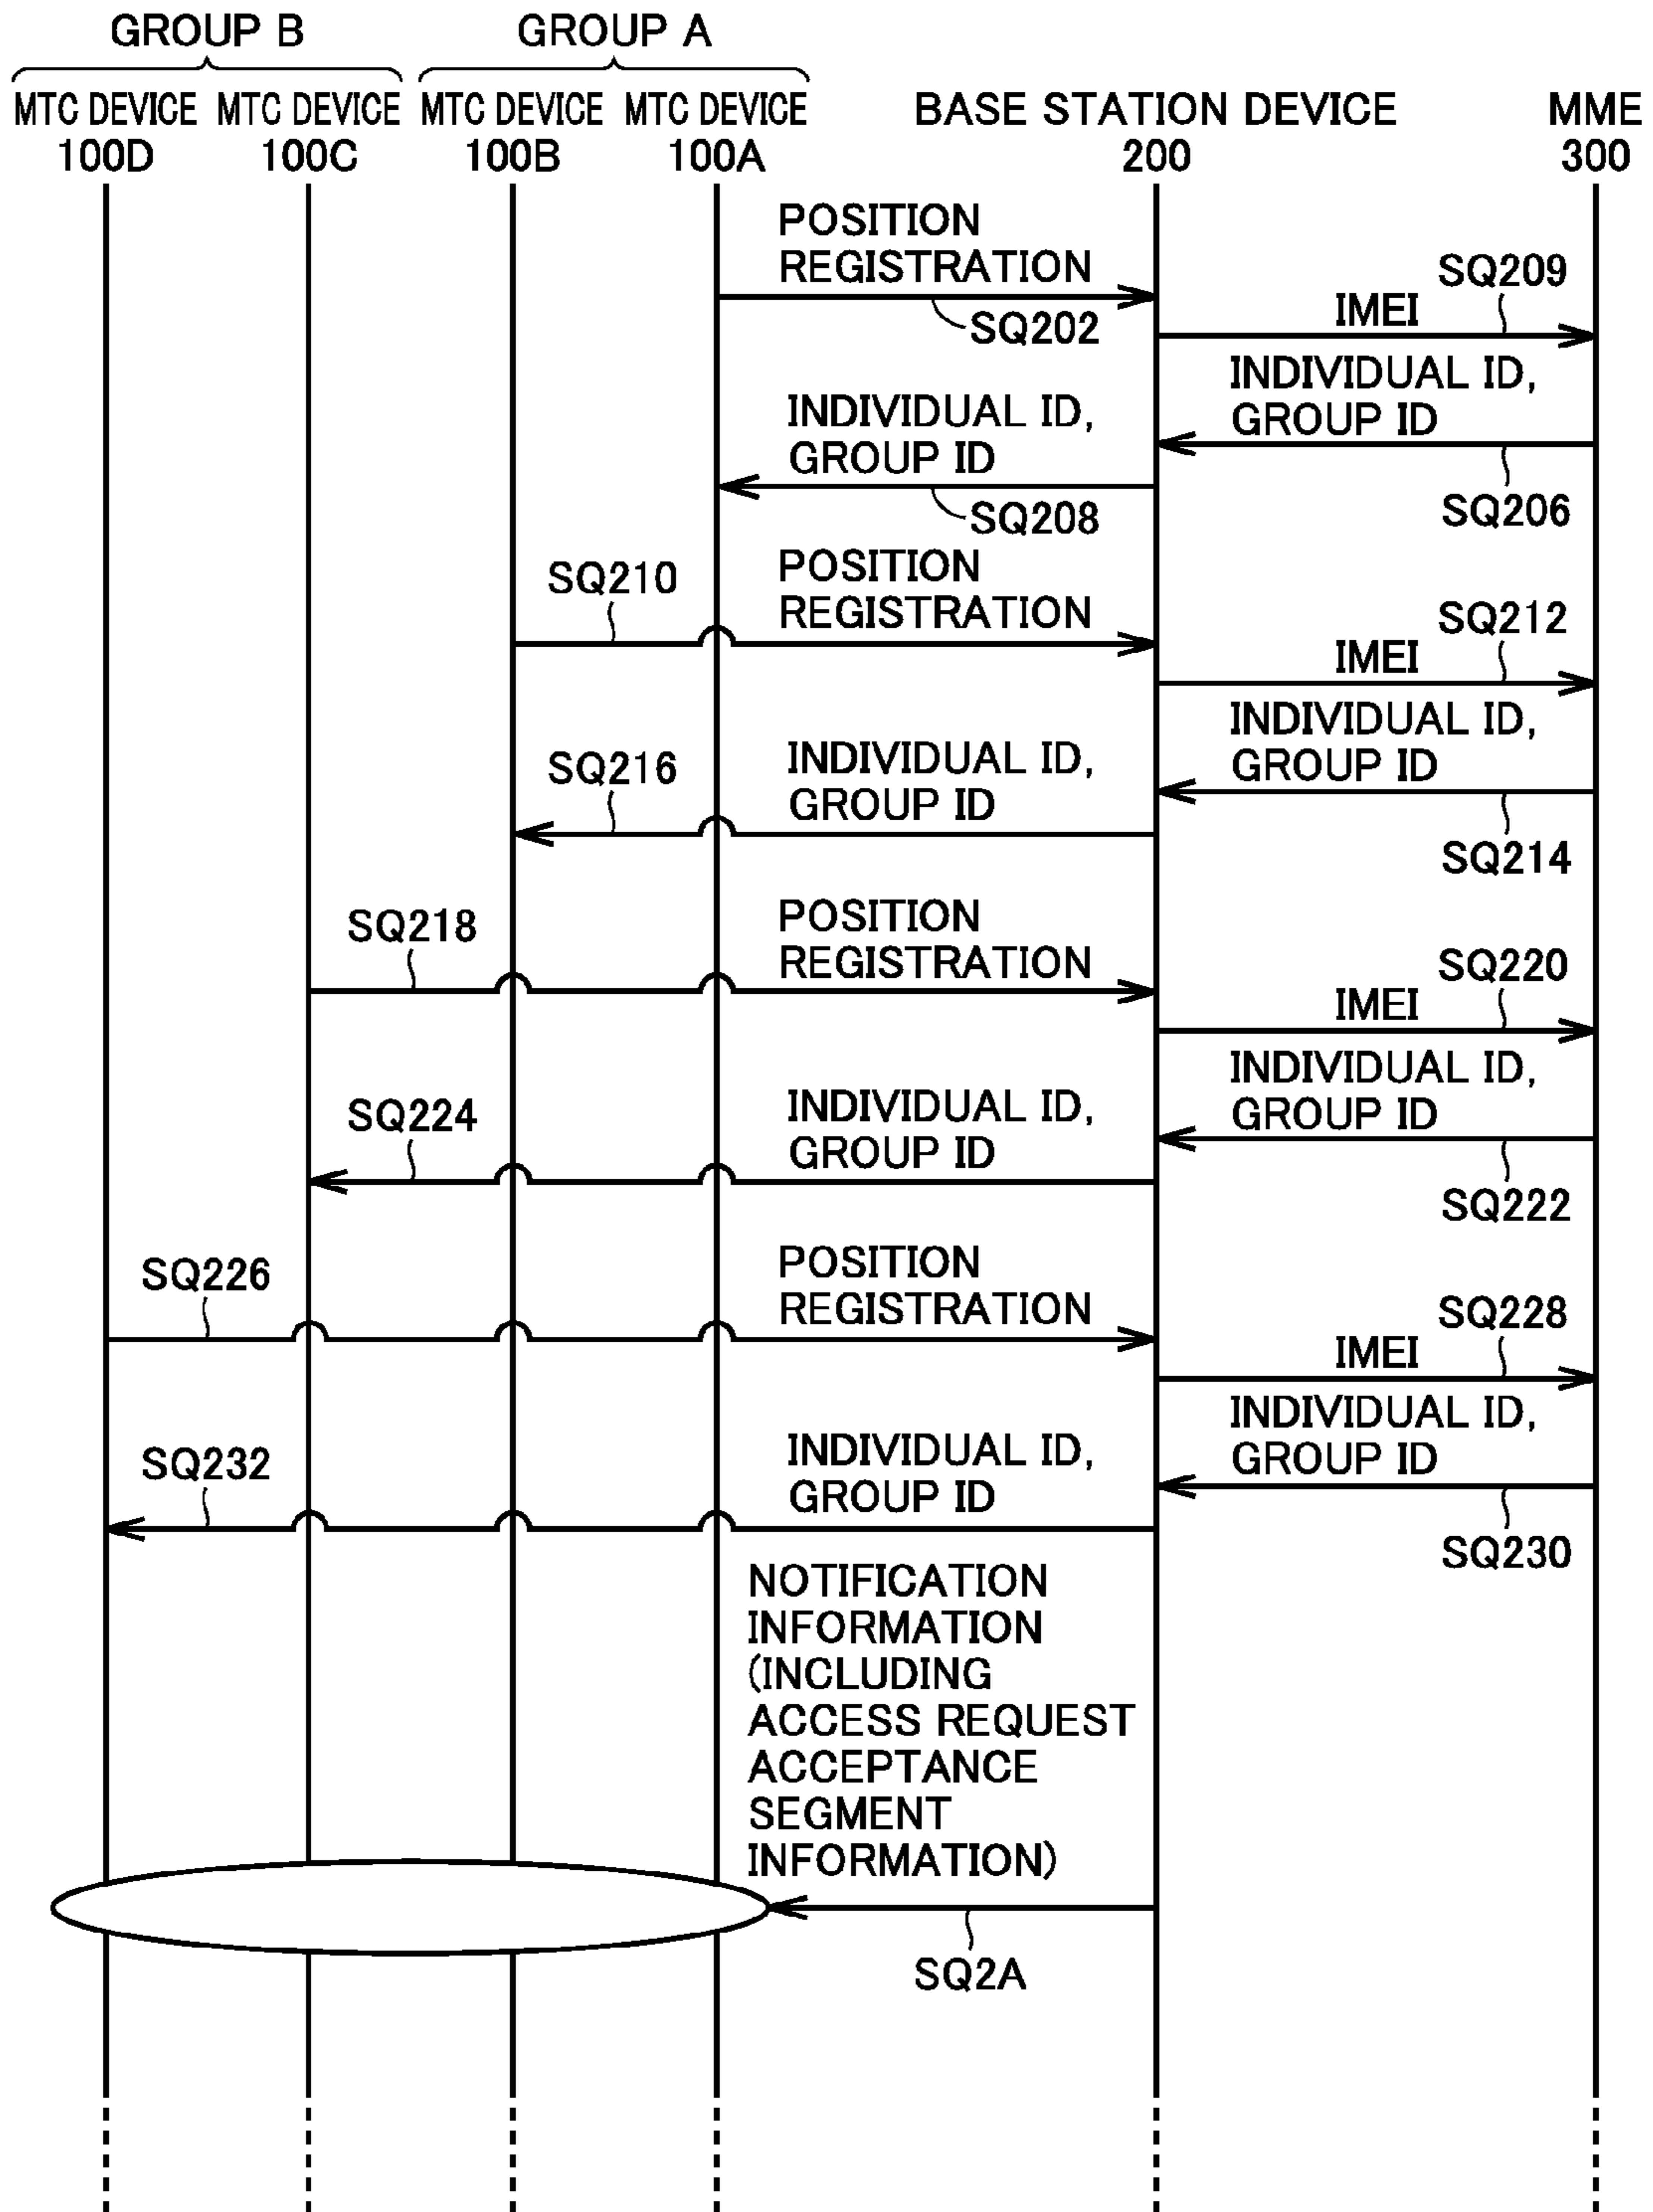 GROUP B
GROUP A
MTC DEVICE
100D
MTC DEVICE
100C
MTC DEVICE
100B
MTC DEVICE
100A
BASE STATION DEVICE
200
MME
300
POSITION
REGISTRATION
SQ202
SQ209
IMEI
INDIVIDUAL ID,
GROUP ID
SQ206
INDIVIDUAL ID,
GROUP ID
SQ208
SQ210
POSITION
REGISTRATION
SQ212
IMEI
INDIVIDUAL ID,
GROUP ID
SQ214
SQ216
INDIVIDUAL ID,
GROUP ID
SQ218
POSITION
REGISTRATION
SQ220
IMEI
INDIVIDUAL ID,
GROUP ID
SQ222
SQ224
INDIVIDUAL ID,
GROUP ID
SQ226
POSITION
REGISTRATION
SQ228
IMEI
INDIVIDUAL ID,
GROUP ID
SQ230
SQ232
INDIVIDUAL ID,
GROUP ID
NOTIFICATION
INFORMATION
(INCLUDING
ACCESS REQUEST
ACCEPTANCE
SEGMENT
INFORMATION)
SQ2A